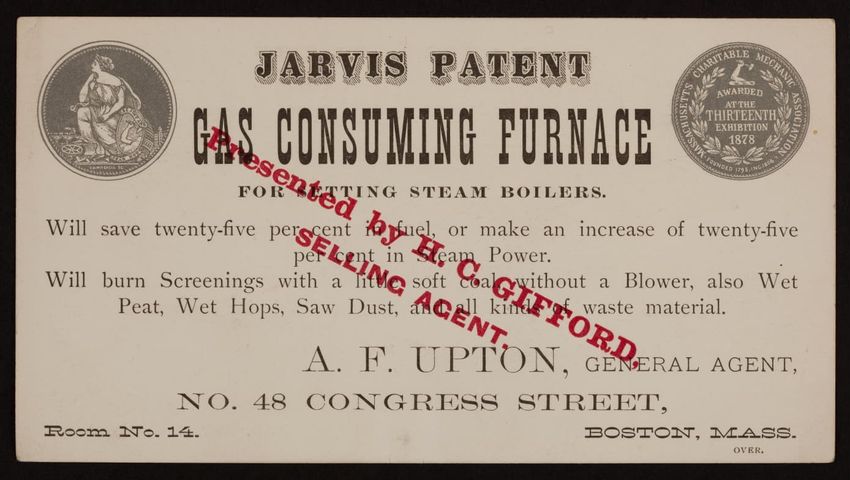 JARVIS PATENT
GAS CONSUMING FURNACE
FOR SETTING STEAM BOILERS.
Will save twenty-five per cent in fuel, or make an increase of twenty-five
per cent in Steam Power.
Will burn Screenings with a little soft coal, without a Blower, also Wet
Peat, Wet Hops, Saw Dust, and all kinds of waste material.
A. F. UPTON, GENERAL AGENT,
NO. 48 CONGRESS STREET,
Room No. 14. BOSTON, MASS.
OVER.
Presented by H. C. GIFFORD,
SELLING AGENT.
MASSACHUSETTS CHARITABLE MECHANIC ASSOCIATION
AWARDED
AT THE
THIRTEENTH
EXHIBITION
1878
FOUNDED 1795, INC. 1806.